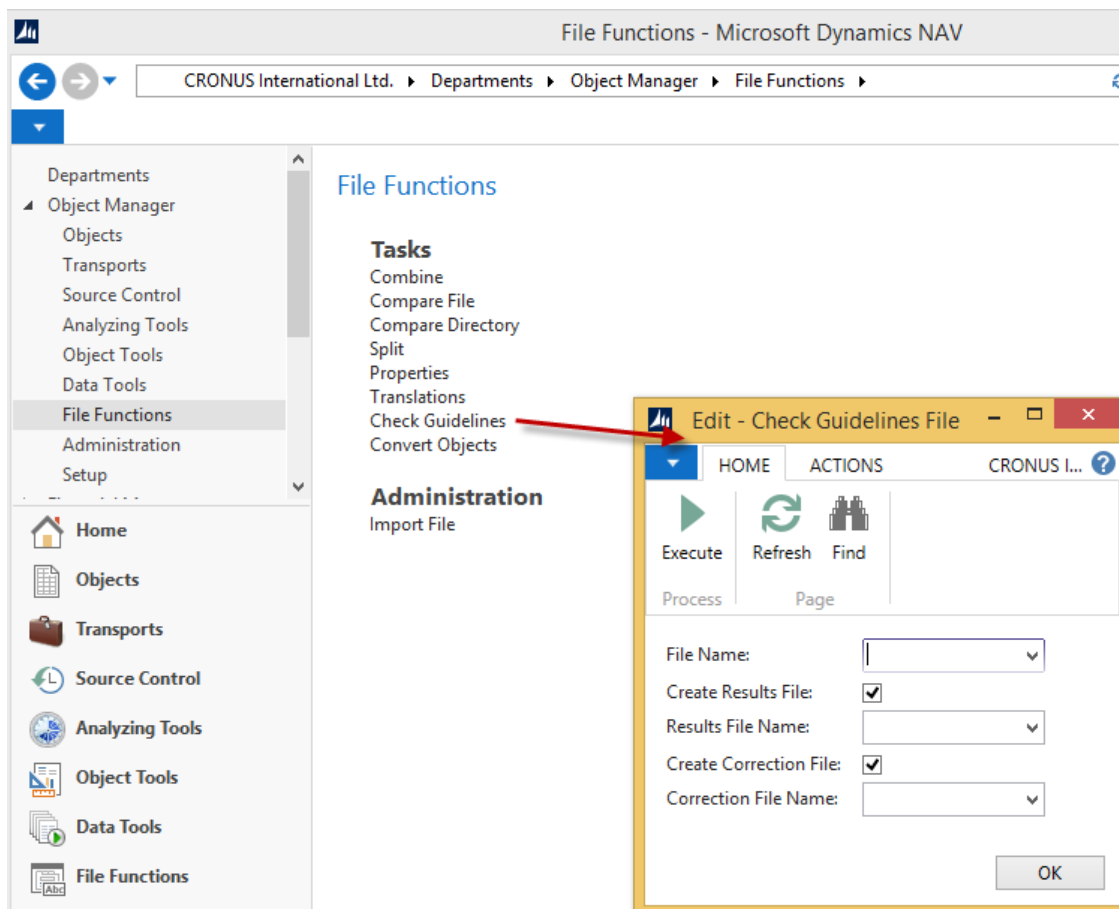 File Functions - Microsoft Dynamics NAV
CRONUS International Ltd. Departments Object Manager File Functions
Departments
Object Manager
Objects
Transports
Source Control
Analyzing Tools
Object Tools
Data Tools
File Functions
Administration
Setup
Home
Objects
Transports
Source Control
Analyzing Tools
Object Tools
Data Tools
Abc
File Functions
File Functions
Tasks
Combine
Compare File
Compare Directory
Split
Properties
Translations
Check Guidelines
Convert Objects
Administration
Import File
Edit - Check Guidelines File
HOME ACTIONS CRONUS I... ?
Execute Refresh Find
Process Page
File Name:
Create Results File:
Results File Name:
Create Correction File:
Correction File Name:
OK